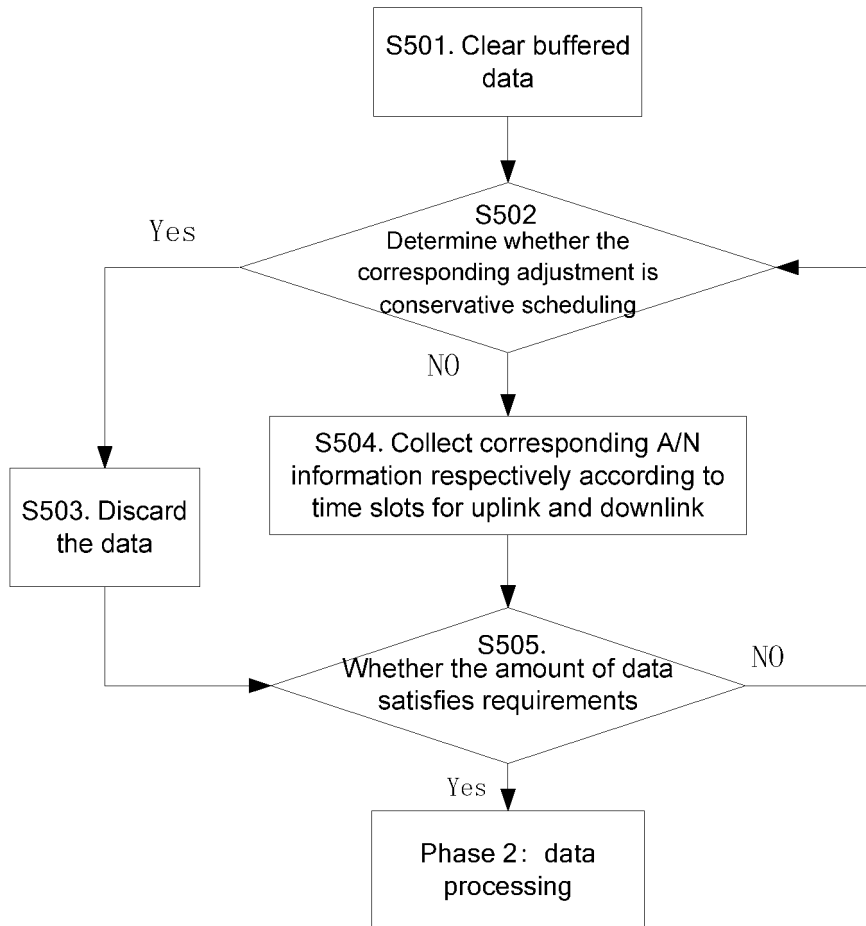 S501. Clear buffered
data
S502
Yes
Determine whether the
corresponding adjustment is
conservative scheduling
NO
S504. Collect corresponding A/N
information respectively according to
time slots for uplink and downlink
S503. Discard
the data
S505.
Whether the amount of data
satisfies requirements
NO
Yes
Phase 2: data
processing